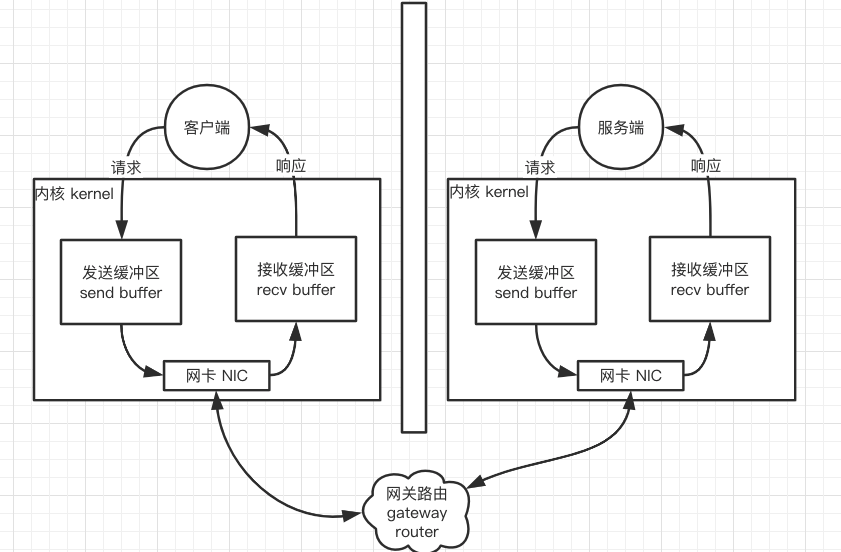 客户端
请求
响应
内核 kernel
发送缓冲区
send buffer
接收缓冲区
recv buffer
网卡 NIC
服务端
请求
响应
内核 kernel
发送缓冲区
send buffer
接收缓冲区
recv buffer
网卡 NIC
网关路由
gateway
router